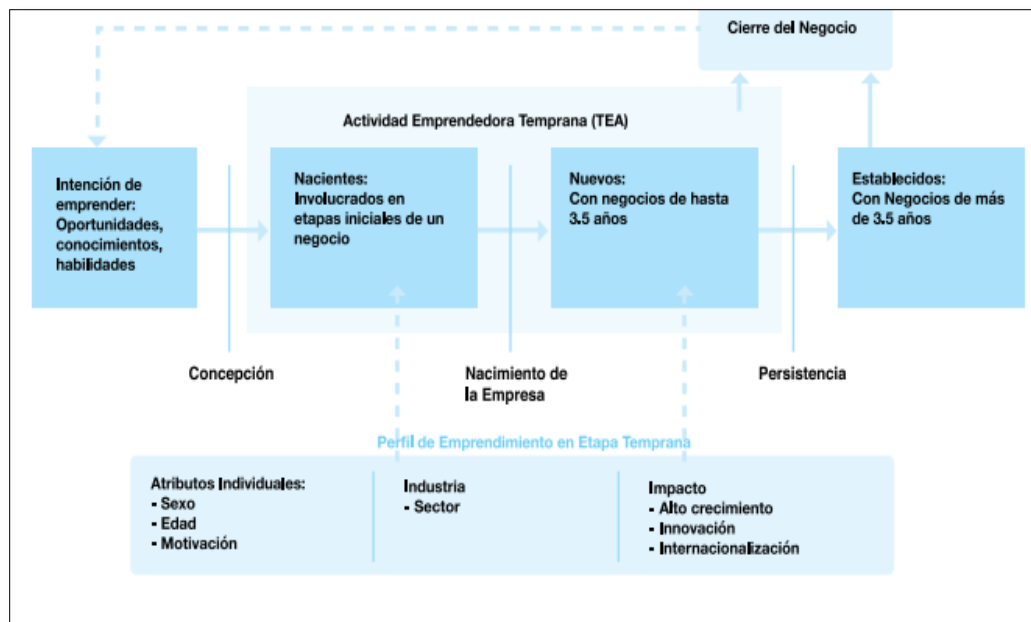 Cierre del Negocio
Actividad Emprendedora Temprana (TEA)
Intención de
emprender:
Oportunidades,
conocimientos,
habilidades
Nacientes:
Involucrados en
etapas iniciales de un
negocio
Nuevos:
Con negocios de hasta
3.5 años
Establecidos:
Con Negocios de más
de 3.5 años
Concepción
Nacimiento de
la Empresa
Persistencia
Perfil de Emprendimiento en Etapa Temprana
Atributos Individuales:
- Sexo
- Edad
- Motivación
Industria
- Sector
Impacto
- Alto crecimiento
- Innovación
- Internacionalización